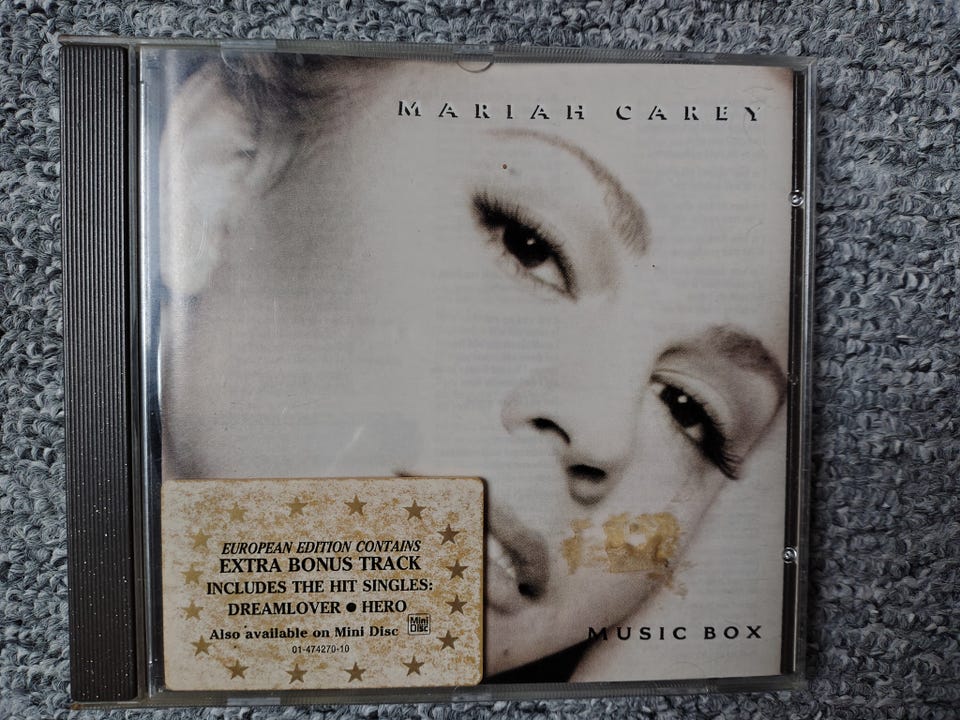 MARIAH CAREY
EUROPEAN EDITION CONTAINS
EXTRA BONUS TRACK
INCLUDES THE HIT SINGLES:
DREAMLOVER ● HERO
Also available on Mini Disc
Mini
Disc
01-474270-10
MUSIC BOX